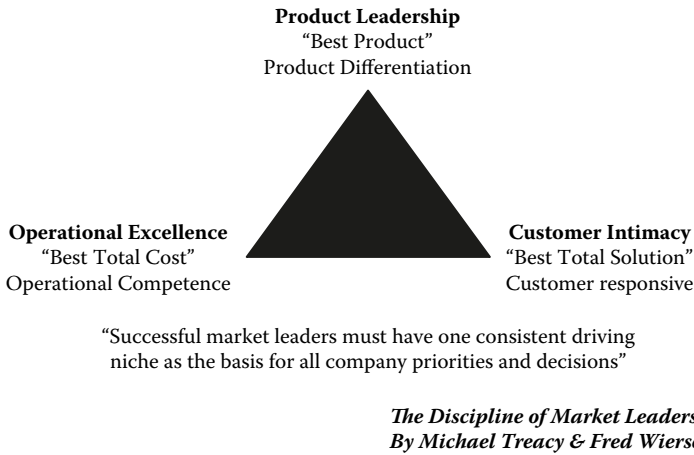 Product Leadership
“Best Product”
Product Differentiation
Operational Excellence
“Best Total Cost”
Operational Competence
Customer Intimacy
“Best Total Solution”
Customer responsive
“Successful market leaders must have one consistent driving
niche as the basis for all company priorities and decisions”
The Discipline of Market Leaders
By Michael Treacy & Fred